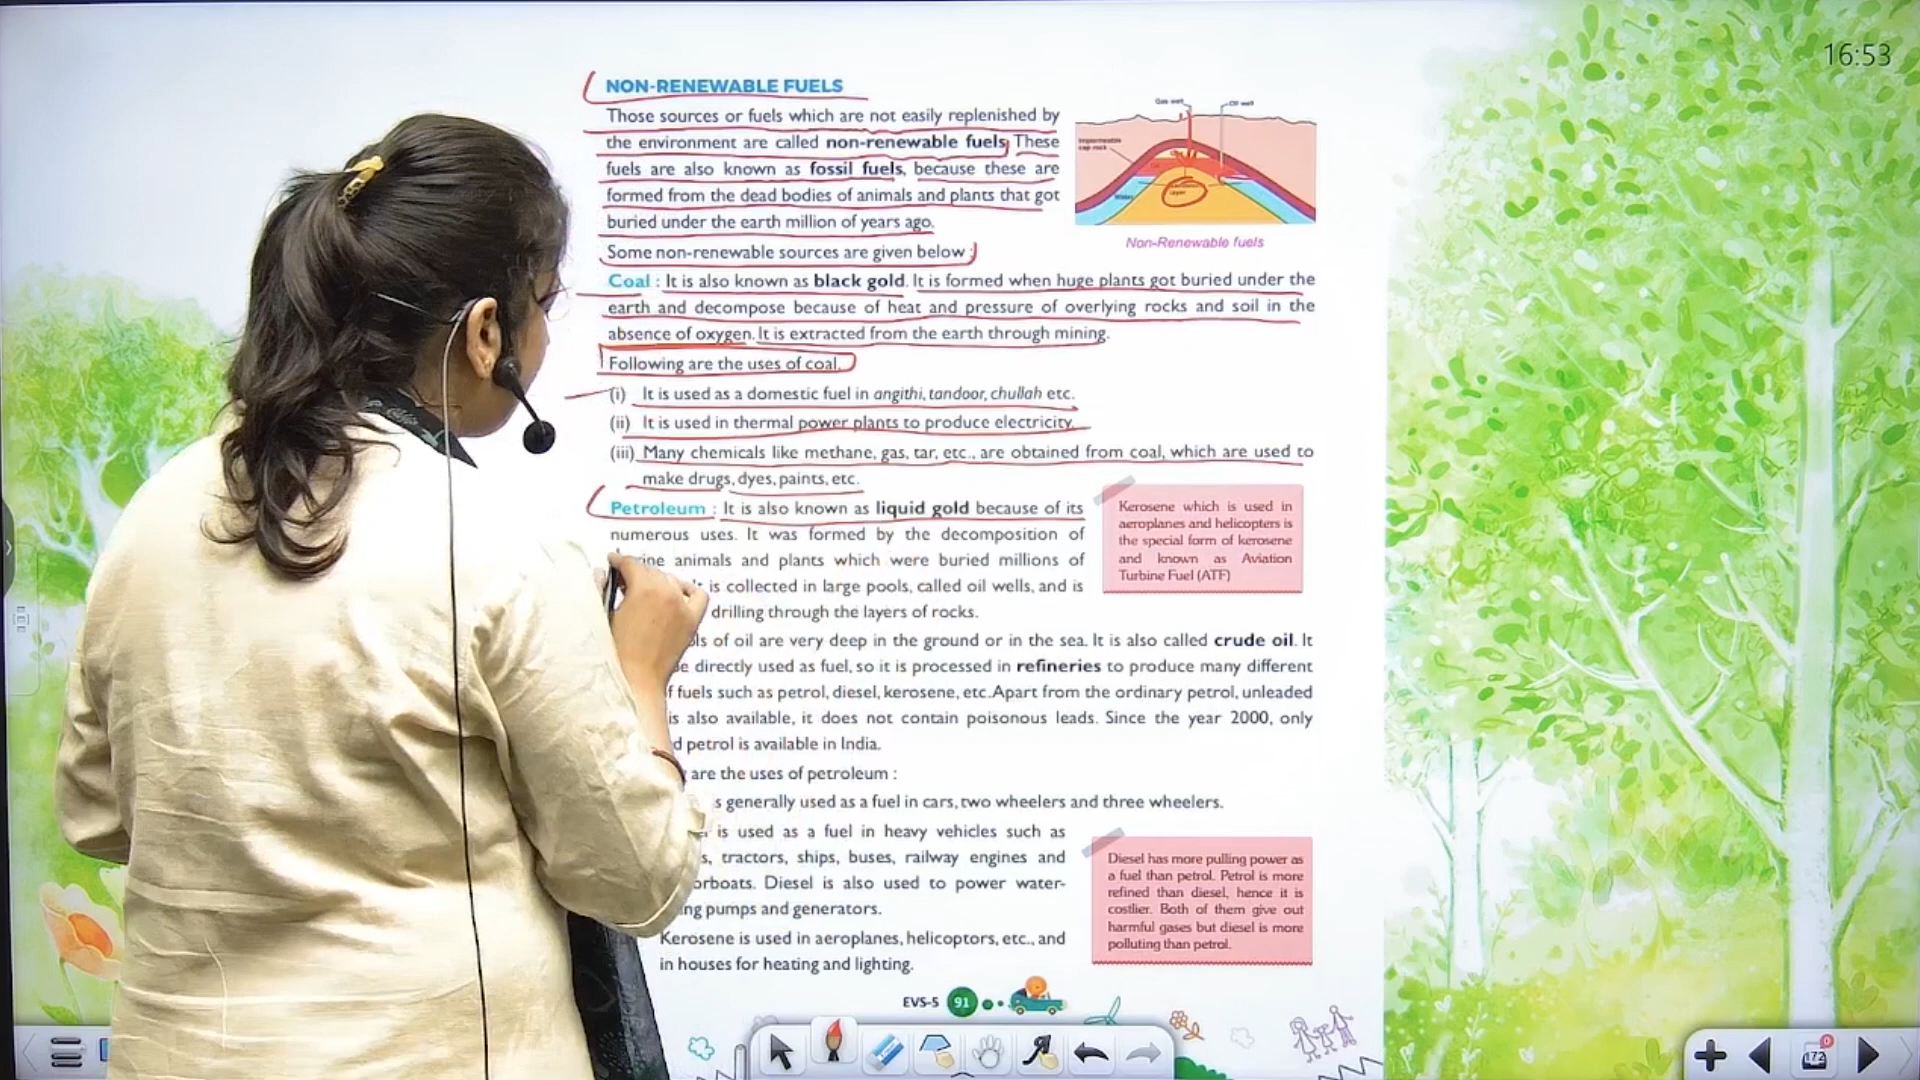 16:53
NON-RENEWABLE FUELS
Those sources or fuels which are not easily replenished by
the environment are called non-renewable fuels. These
fuels are also known as fossil fuels, because these are
formed from the dead bodies of animals and plants that got
buried under the earth million of years ago.
Some non-renewable sources are given below :
Gas well
Oil well
Impermeable
cap rock
Water
layer
Non-Renewable fuels
Coal : It is also known as black gold. It is formed when huge plants got buried under the
earth and decompose because of heat and pressure of overlying rocks and soil in the
absence of oxygen. It is extracted from the earth through mining.
Following are the uses of coal.
(i) It is used as a domestic fuel in angithi, tandoor, chullah etc.
(ii) It is used in thermal power plants to produce electricity.
(iii) Many chemicals like methane, gas, tar, etc., are obtained from coal, which are used to
make drugs, dyes, paints, etc.
Petroleum : It is also known as liquid gold because of its
numerous uses. It was formed by the decomposition of
animals and plants which were buried millions of
It is collected in large pools, called oil wells, and is
drilling through the layers of rocks.
Kerosene which is used in
aeroplanes and helicopters is
the special form of kerosene
and known as Aviation
Turbine Fuel (ATF)
of oil are very deep in the ground or in the sea. It is also called crude oil. It
directly used as fuel, so it is processed in refineries to produce many different
fuels such as petrol, diesel, kerosene, etc. Apart from the ordinary petrol, unleaded
is also available, it does not contain poisonous leads. Since the year 2000, only
petrol is available in India.
are the uses of petroleum :
generally used as a fuel in cars, two wheelers and three wheelers.
is used as a fuel in heavy vehicles such as
tractors, ships, buses, railway engines and
Diesel is also used to power water-
pumps and generators.
Kerosene is used in aeroplanes, helicoptors, etc., and
in houses for heating and lighting.
Diesel has more pulling power as
a fuel than petrol. Petrol is more
refined than diesel, hence it is
costlier. Both of them give out
harmful gases but diesel is more
polluting than petrol.
EVS-5 91
172
0